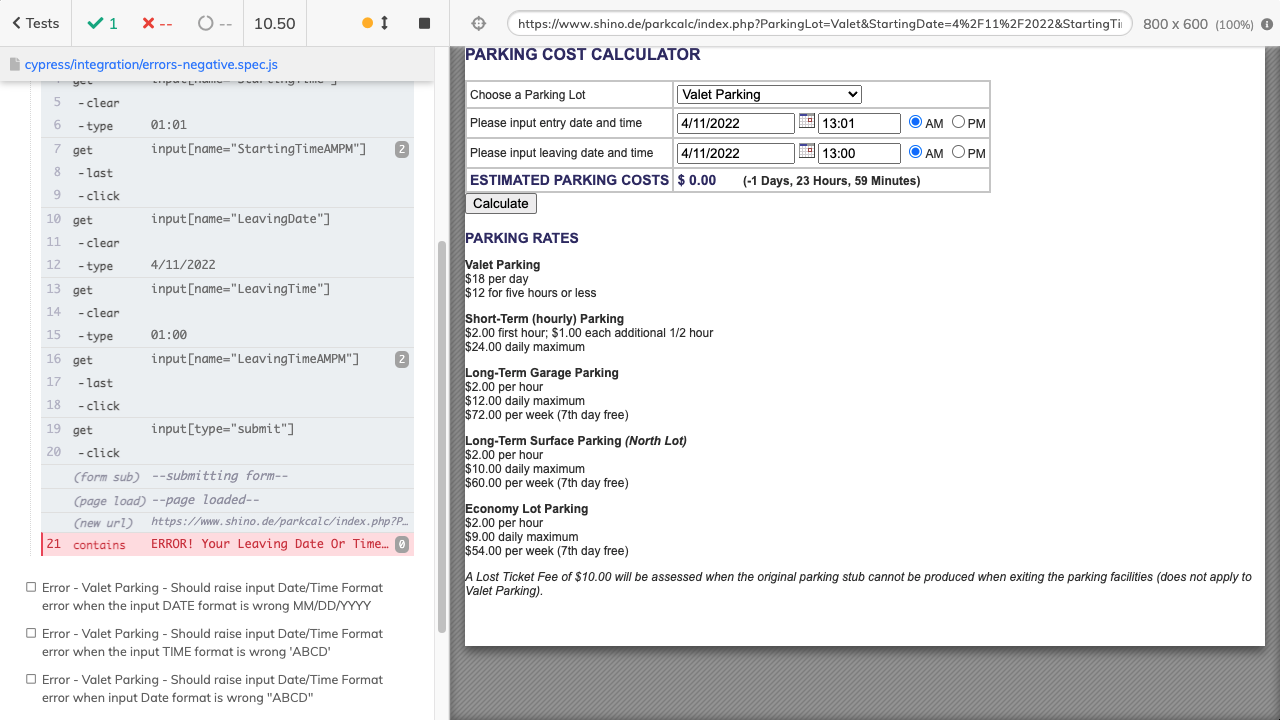 Tests
1
--
--
10.50
https://www.shino.de/parkcalc/index.php?ParkingLot=Valet&StartingDate=4%2F11%2F2022&StartingTi
800 x 600 (100%)
cypress/integration/errors-negative.spec.js
4 get input[name="StartingTime"]
5 -clear
6 -type 01:01
7 get input[name="StartingTimeAMPM"] 2
8 -last
9 -click
10 get input[name="LeavingDate"]
11 -clear
12 -type 4/11/2022
13 get input[name="LeavingTime"]
14 -clear
15 -type 01:00
16 get input[name="LeavingTimeAMPM"] 2
17 -last
18 -click
19 get input[type="submit"]
20 -click
(form sub) --submitting form--
(page load) --page loaded--
(new url) https://www.shino.de/parkcalc/index.php?P…
21 contains ERROR! Your Leaving Date Or Time… 0
Error - Valet Parking - Should raise input Date/Time Format
error when the input DATE format is wrong MM/DD/YYYY
Error - Valet Parking - Should raise input Date/Time Format
error when the input TIME format is wrong 'ABCD'
Error - Valet Parking - Should raise input Date/Time Format
error when input Date format is wrong "ABCD"
PARKING COST CALCULATOR
Choose a Parking Lot Valet Parking
Please input entry date and time 4/11/2022 13:01 AM PM
Please input leaving date and time 4/11/2022 13:00 AM PM
ESTIMATED PARKING COSTS $ 0.00 (-1 Days, 23 Hours, 59 Minutes)
Calculate
PARKING RATES
Valet Parking
$18 per day
$12 for five hours or less
Short-Term (hourly) Parking
$2.00 first hour; $1.00 each additional 1/2 hour
$24.00 daily maximum
Long-Term Garage Parking
$2.00 per hour
$12.00 daily maximum
$72.00 per week (7th day free)
Long-Term Surface Parking (North Lot)
$2.00 per hour
$10.00 daily maximum
$60.00 per week (7th day free)
Economy Lot Parking
$2.00 per hour
$9.00 daily maximum
$54.00 per week (7th day free)
A Lost Ticket Fee of $10.00 will be assessed when the original parking stub cannot be produced when exiting the parking facilities (does not apply to
Valet Parking).